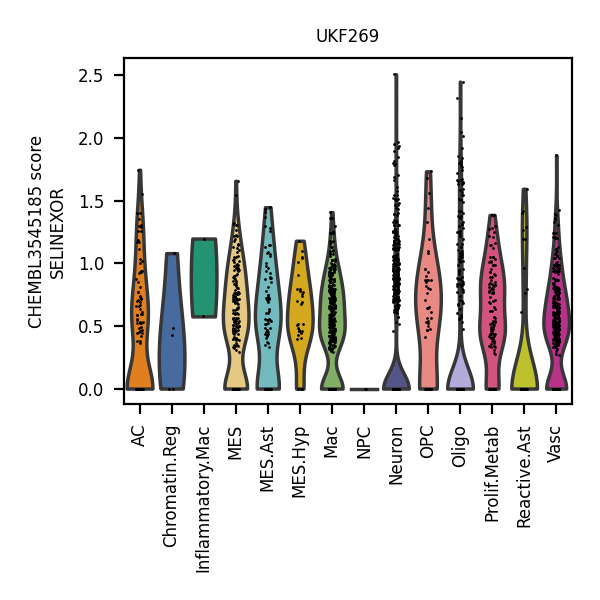 UKF269
CHEMBL3545185 score
SELINEXOR
2.5
2.0
1.5
1.0
0.5
0.0
AC
Chromatin.Reg
Inflammatory.Mac
MES
MES.Ast
MES.Hyp
Mac
NPC
Neuron
OPC
Oligo
Prolif.Metab
Reactive.Ast
Vasc